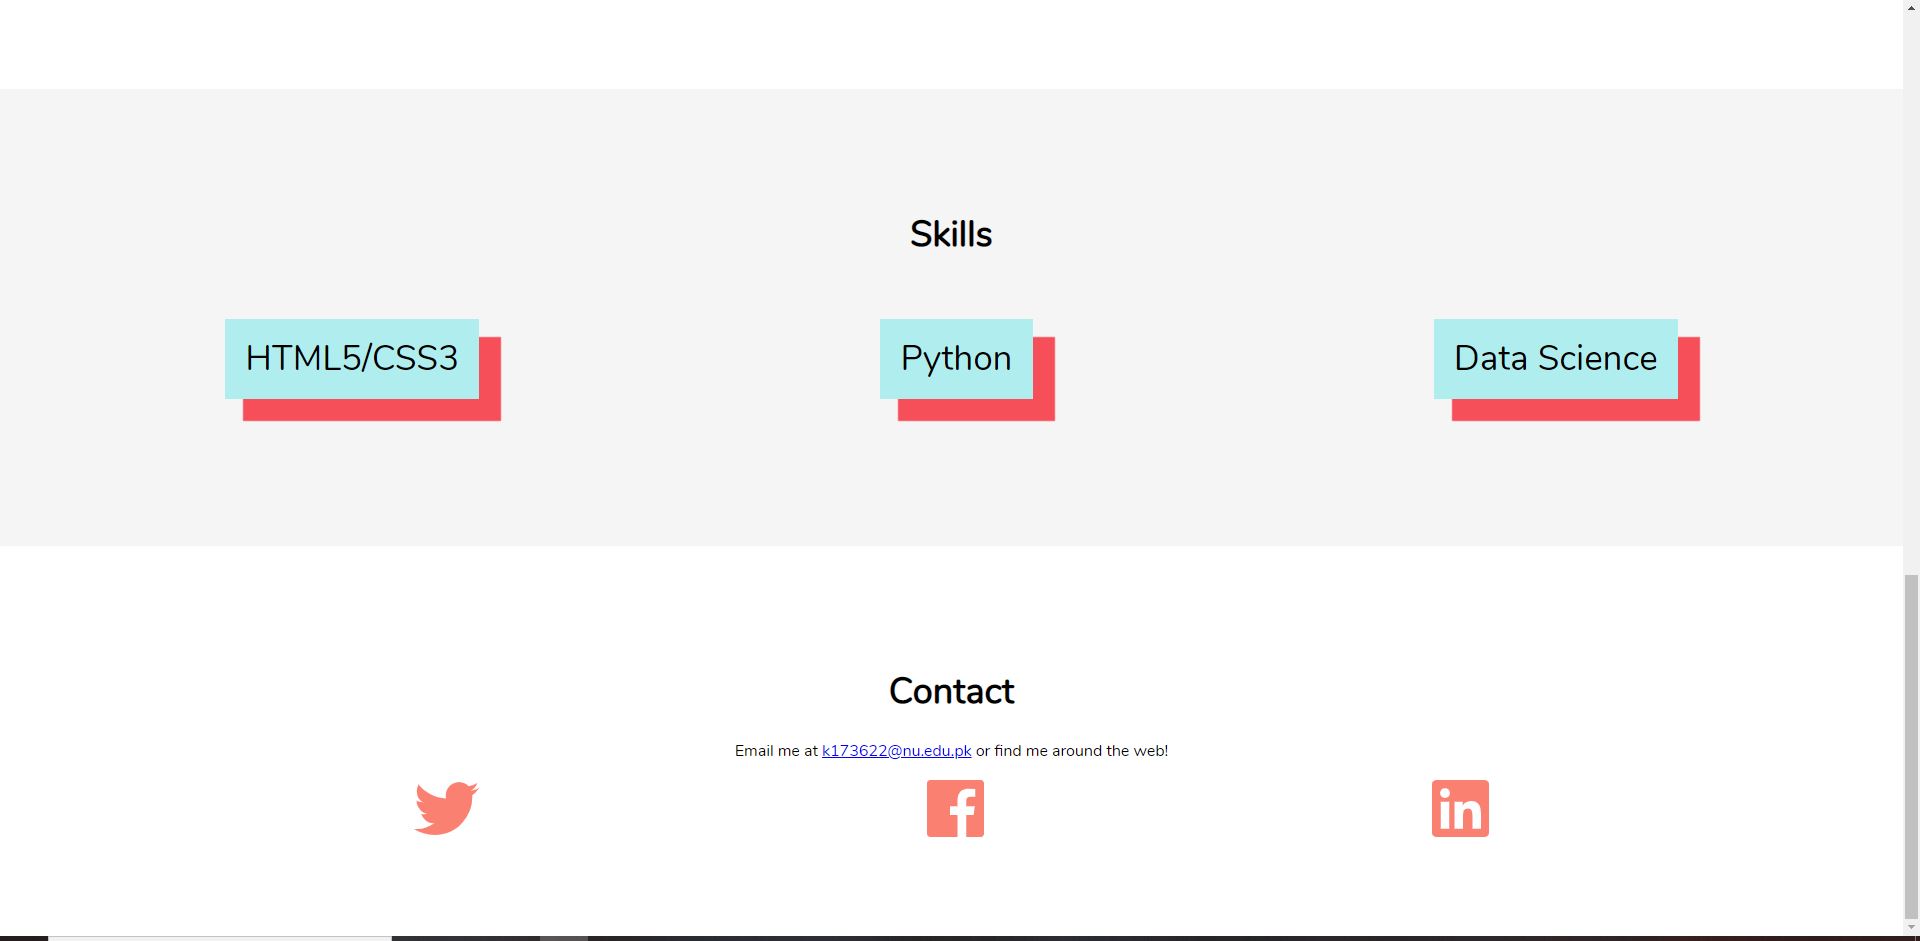 Skills
HTML5/CSS3
Python
Data Science
Contact
Email me at k173622@nu.edu.pk or find me around the web!